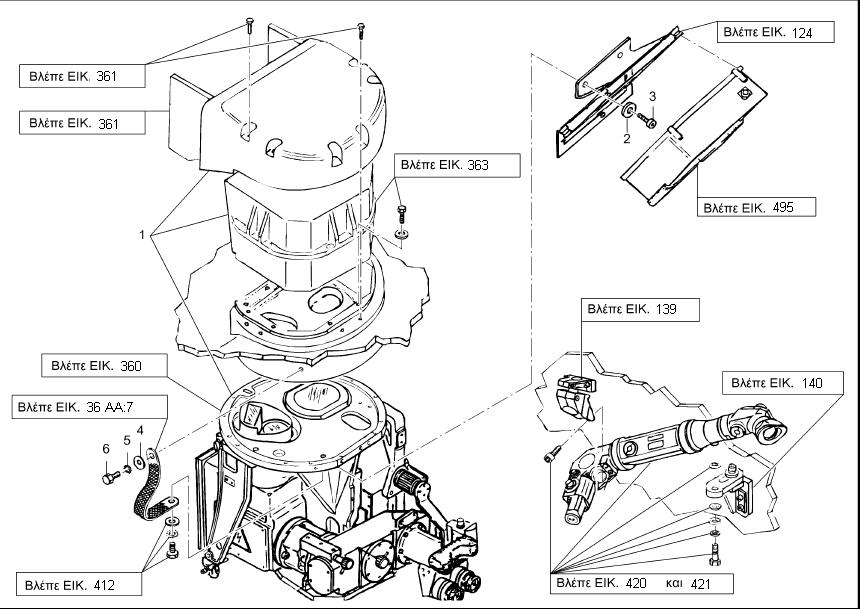 Βλέπε ΕΙΚ. 124
Βλέπε ΕΙΚ. 361
3
2
Βλέπε ΕΙΚ. 361
Βλέπε ΕΙΚ. 363
Βλέπε ΕΙΚ. 495
1
Βλέπε ΕΙΚ. 139
Βλέπε ΕΙΚ. 360
Βλέπε ΕΙΚ. 140
Βλέπε ΕΙΚ. 36 ΑΑ:7
6 5 4
Βλέπε ΕΙΚ. 412
Βλέπε ΕΙΚ. 420 και 421